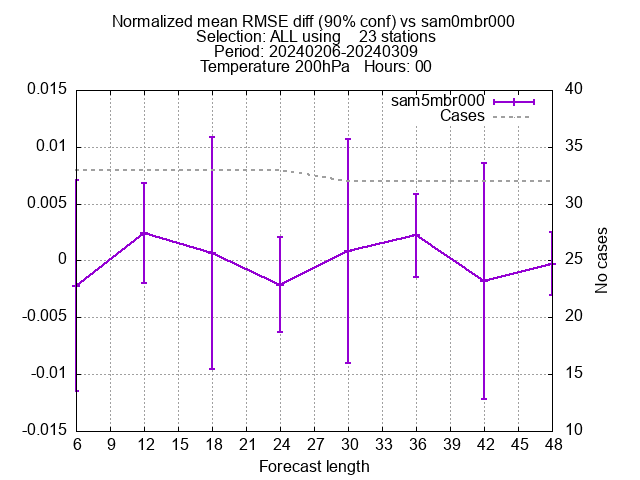 Normalized mean RMSE diff (90% conf) vs sam0mbr000
Selection: ALL using    23 stations
Period: 20240206-20240309
Temperature 200hPa   Hours: 00
0.015
0.01
0.005
0
-0.005
-0.01
-0.015
sam5mbr000
Cases
40
35
30
25
20
15
10
No cases
6 9 12 15 18 21 24 27 30 33 36 39 42 45 48
Forecast length